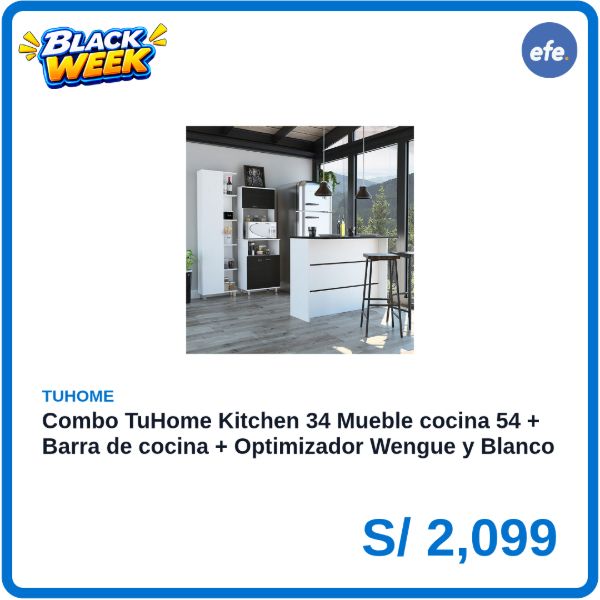 BLACK
WEEK
efe.
TUHOME
Combo TuHome Kitchen 34 Mueble cocina 54 +
Barra de cocina + Optimizador Wengue y Blanco
S/ 2,099